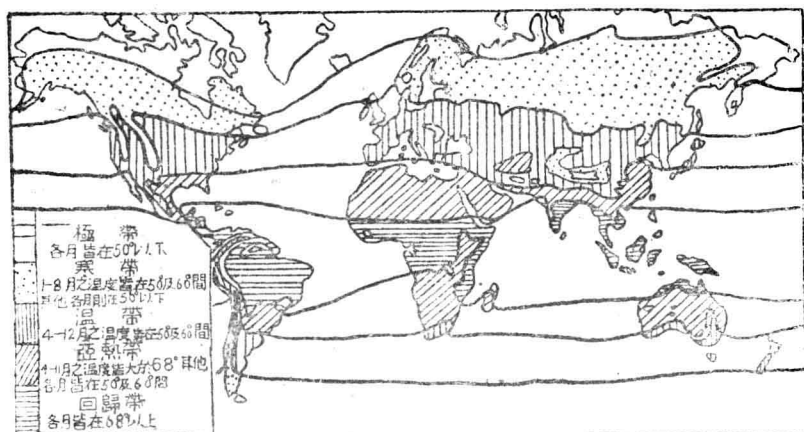 極帶
各月皆在50°以下
寒帶
1-8月之温度皆在50及68間
其他各月則在50°以下
温帶
4-12月之温度皆在50及68間
亞熱帶
4-11月之温度皆大於68°其他
各月皆在50及68間
回歸帶
各月皆在68°以上